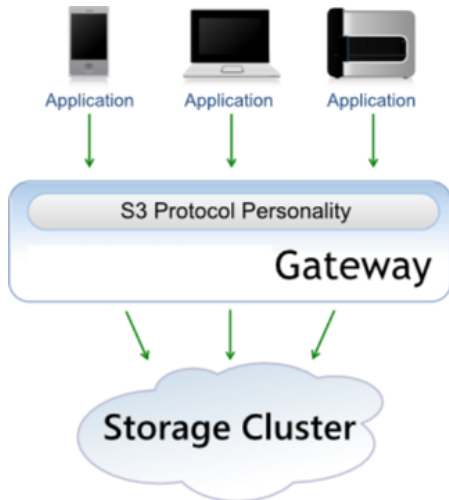 Application Application Application
S3 Protocol Personality
Gateway
Storage Cluster